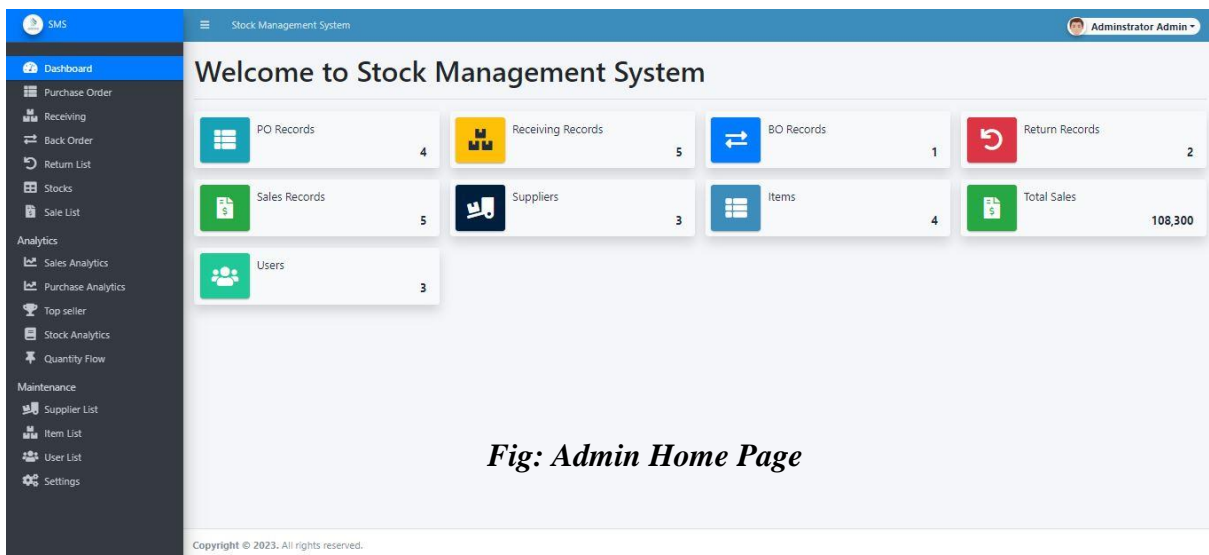 SMS
Stock Management System
Adminstrator Admin
Dashboard
Purchase Order
Receiving
Back Order
Return List
Stocks
Sale List
Analytics
Sales Analytics
Purchase Analytics
Top seller
Stock Analytics
Quantity Flow
Maintenance
Supplier List
Item List
User List
Settings
Welcome to Stock Management System
PO Records
4
Receiving Records
5
BO Records
1
Return Records
2
Sales Records
5
Suppliers
3
Items
4
Total Sales
108,300
Users
3
Fig: Admin Home Page
Copyright © 2023. All rights reserved.